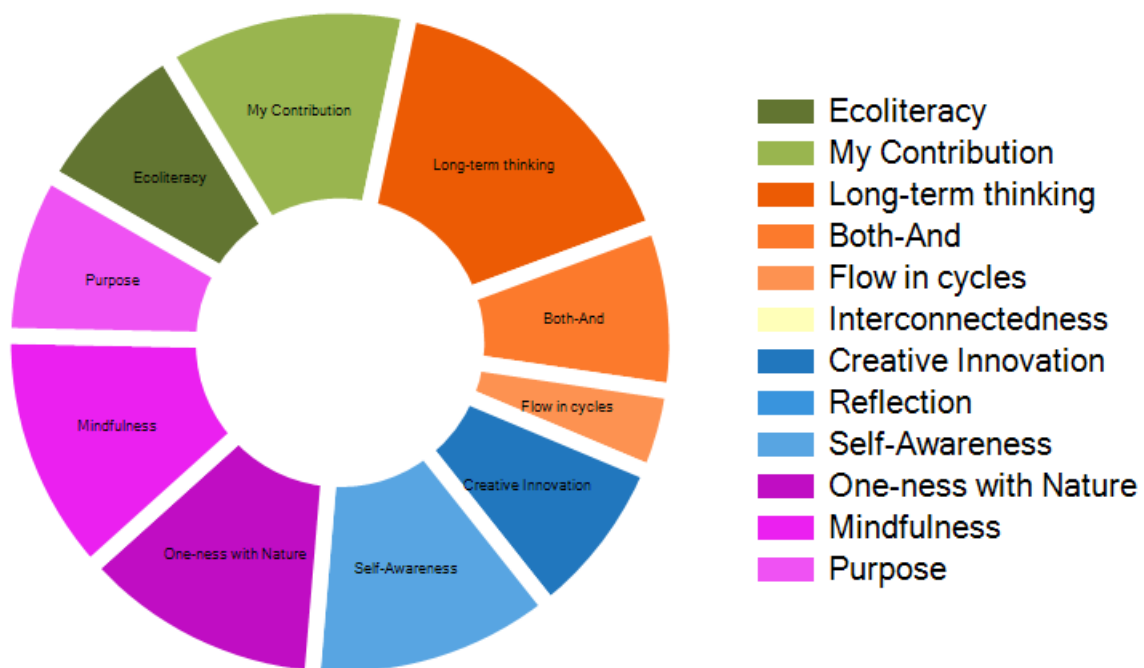 My Contribution
Long-term thinking
Ecoliteracy
Purpose
Both-And
Flow in cycles
Mindfulness
Creative Innovation
One-ness with Nature
Self-Awareness
Ecoliteracy
My Contribution
Long-term thinking
Both-And
Flow in cycles
Interconnectedness
Creative Innovation
Reflection
Self-Awareness
One-ness with Nature
Mindfulness
Purpose